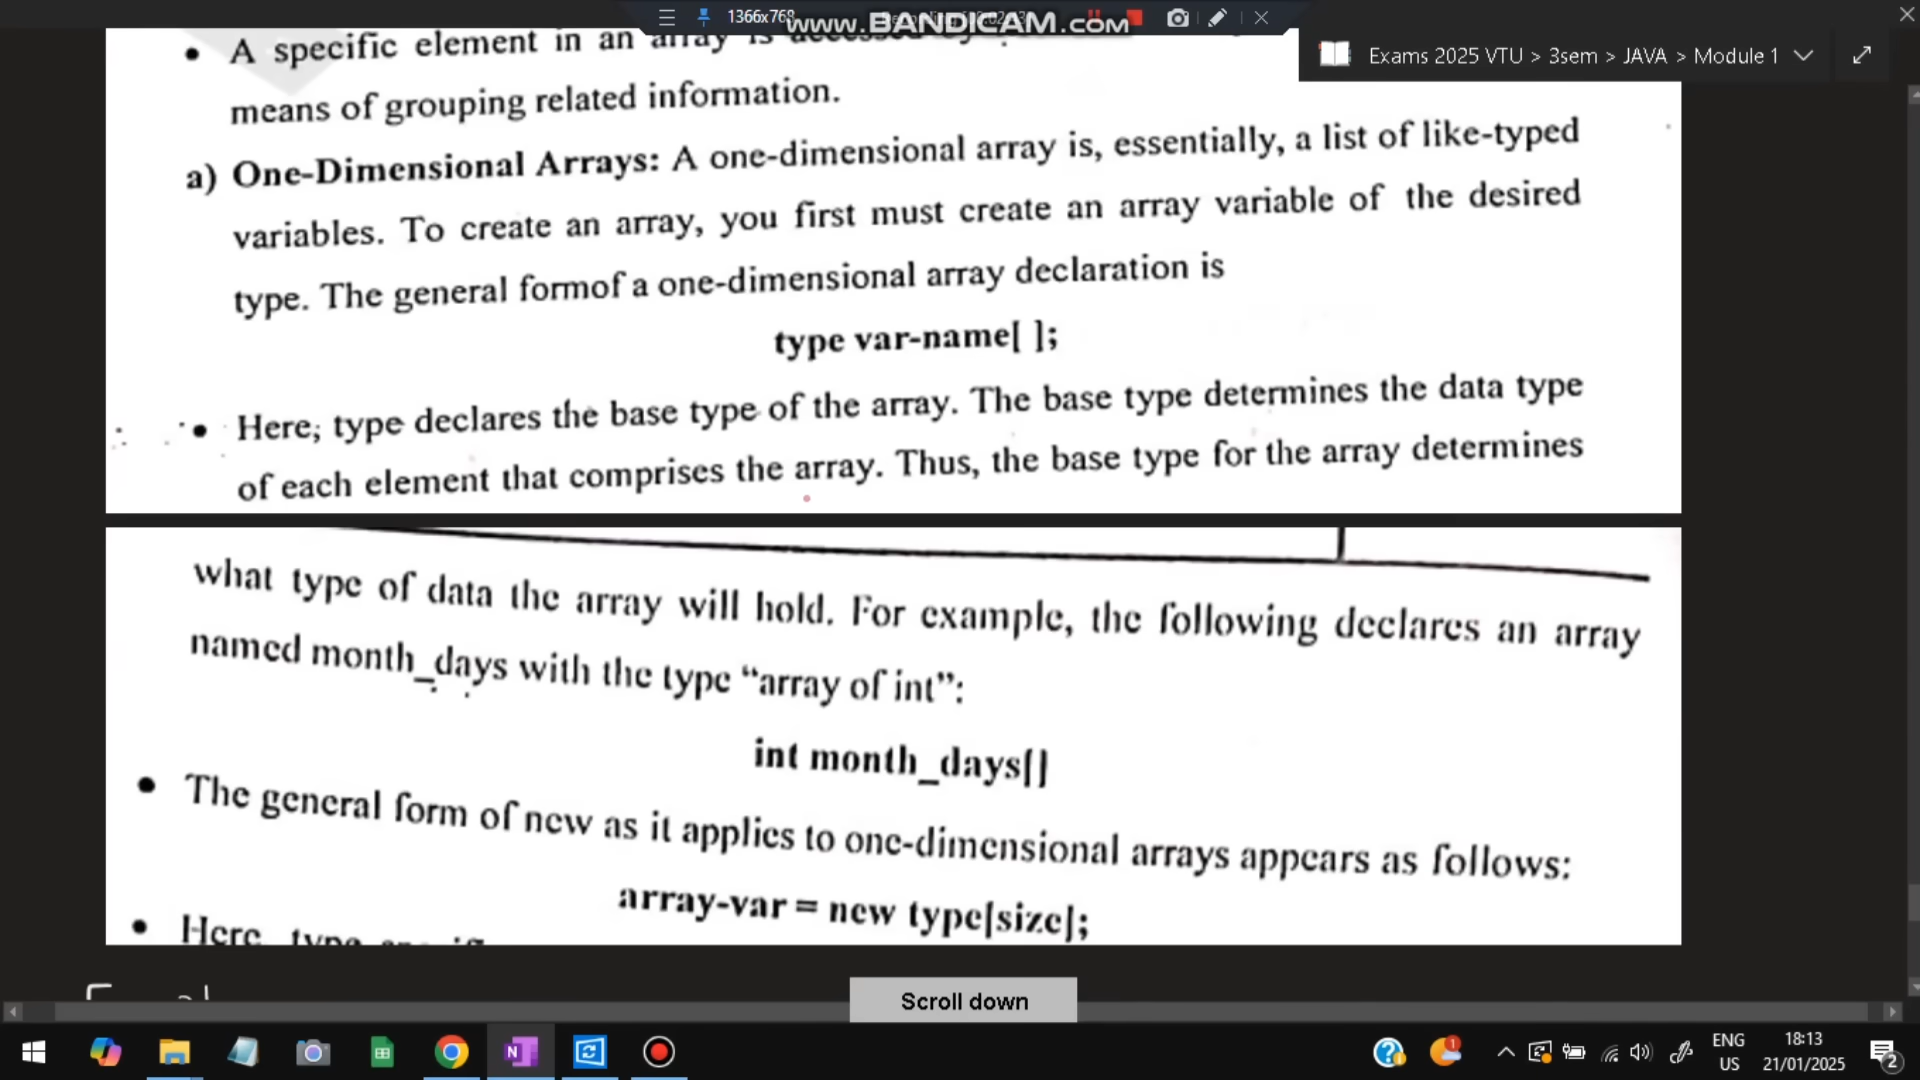 1366x768
www.BANDICAM.com
Exams 2025 VTU > 3sem > JAVA > Module 1
• A specific element in an array is accessed by
means of grouping related information.
a) One-Dimensional Arrays: A one-dimensional array is, essentially, a list of like-typed
variables. To create an array, you first must create an array variable of the desired
type. The general formof a one-dimensional array declaration is
type var-name[ ];
• Here, type declares the base type of the array. The base type determines the data type
of each element that comprises the array. Thus, the base type for the array determines
what type of data the array will hold. For example, the following declares an array
named month_days with the type “array of int”:
int month_days[]
• The general form of new as it applies to one-dimensional arrays appears as follows:
array-var = new type[size];
• Here, type
Scroll down
ENG
US
18:13
21/01/2025
2